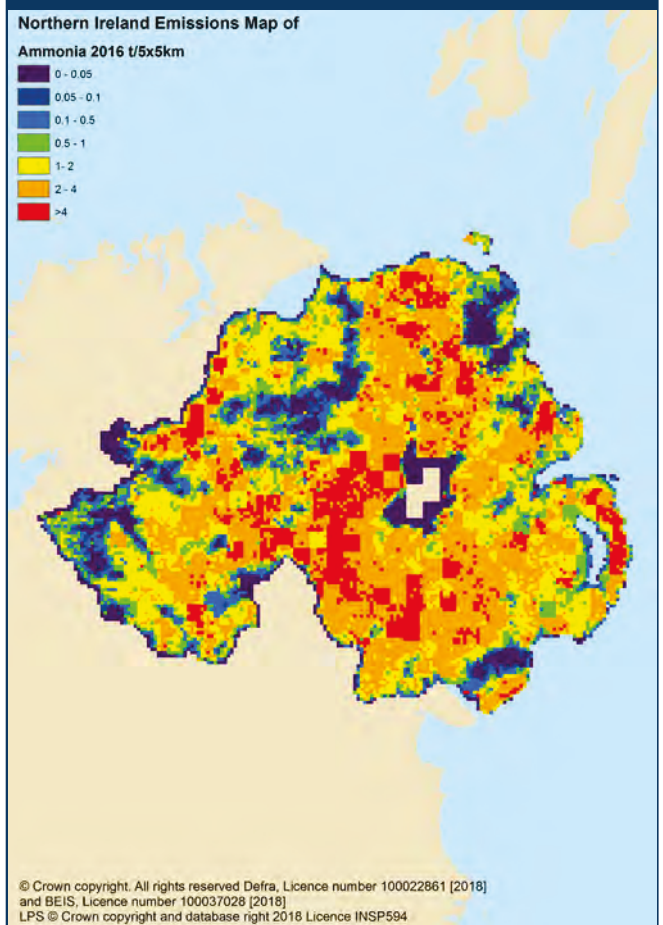 Northern Ireland Emissions Map of
Ammonia 2016 t/5x5km
0 - 0.05
0.05 - 0.1
0.1 - 0.5
0.5 - 1
1- 2
2 - 4
>4
© Crown copyright. All rights reserved Defra, Licence number 100022861 [2018]
and BEIS, Licence number 100037028 [2018]
LPS © Crown copyright and database right 2018 Licence INSP594